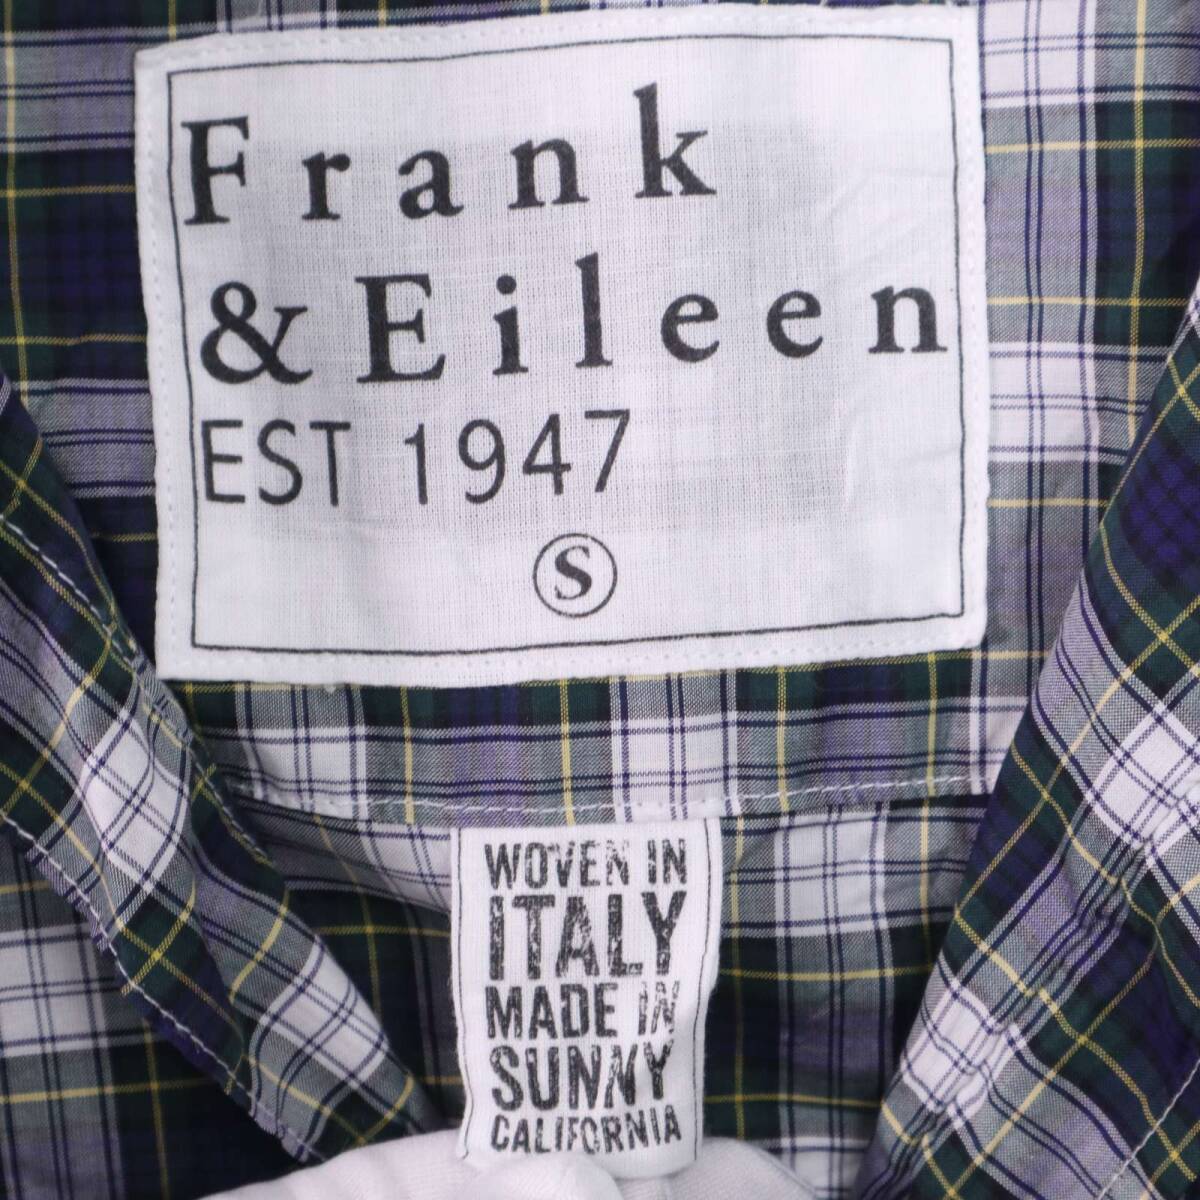 Frank
& Eileen
EST 1947
S
WOVEN IN
ITALY
MADE IN
SUNNY
CALIFORNIA